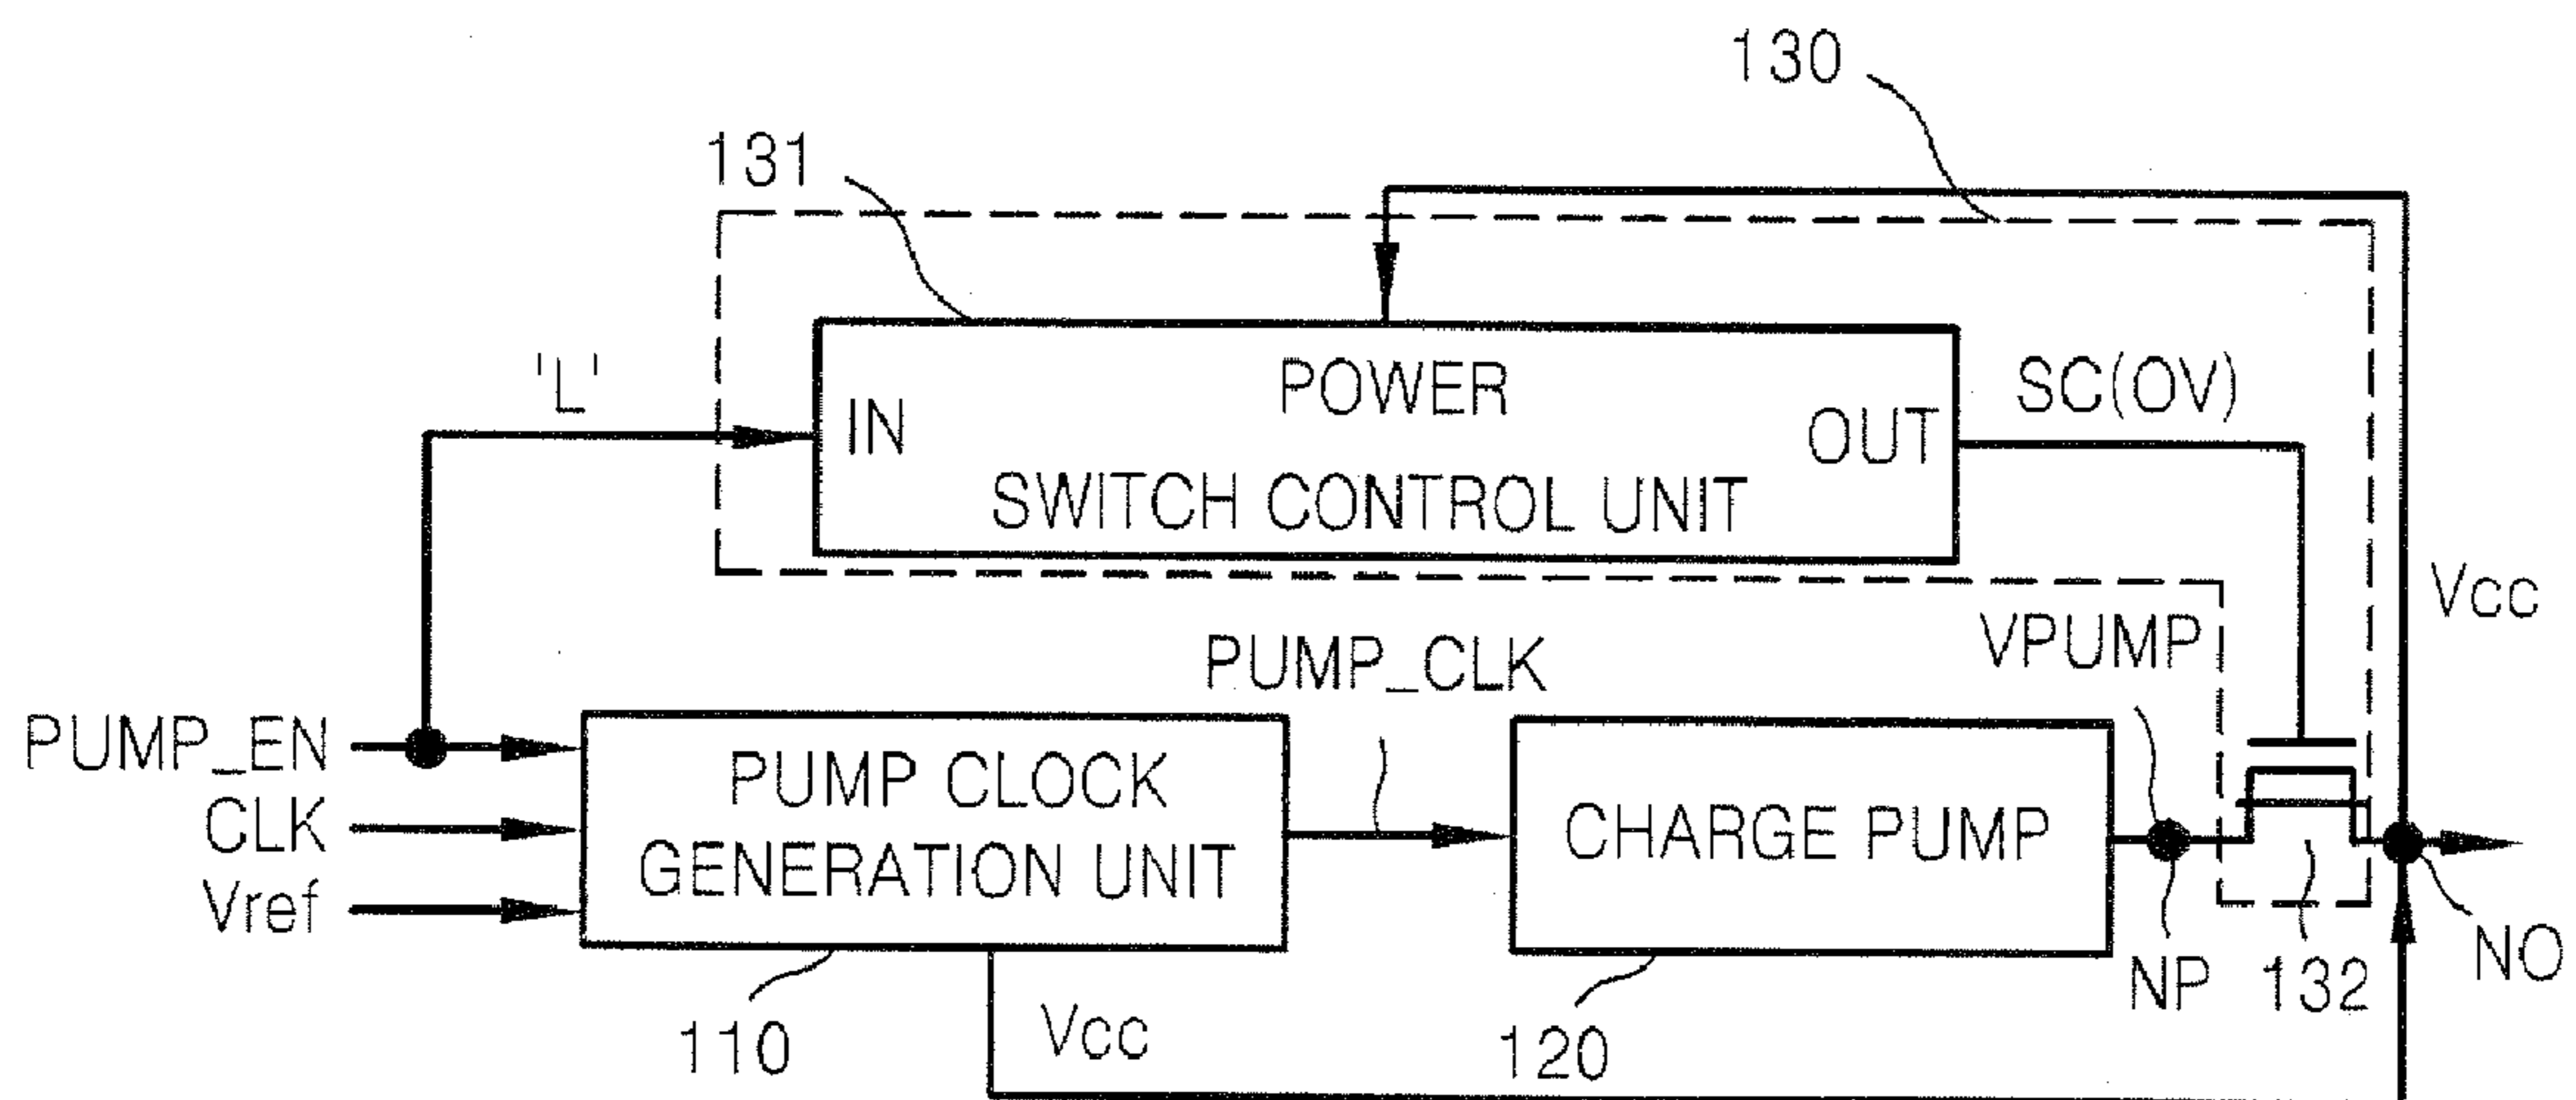 130
131
'L'
IN
POWER
SWITCH CONTROL UNIT
OUT
SC(0V)
Vcc
VPUMP
PUMP_CLK
PUMP_EN
CLK
Vref
PUMP CLOCK
GENERATION UNIT
CHARGE PUMP
110
Vcc
120
NP
132
NO